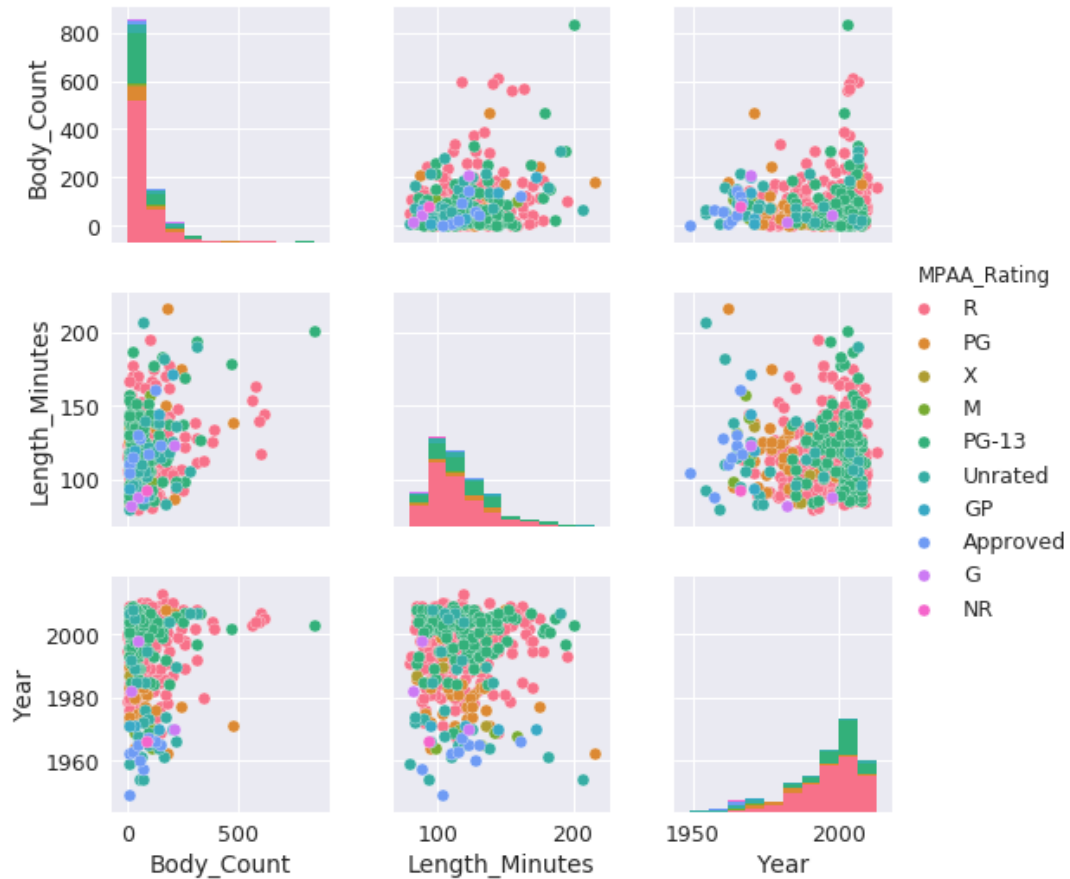 800
600
400
200
0
Body_Count
200
150
100
Length_Minutes
2000
1980
1960
Year
0 500
Body_Count
100 200
Length_Minutes
1950 2000
Year
MPAA_Rating
R
PG
X
M
PG-13
Unrated
GP
Approved
G
NR